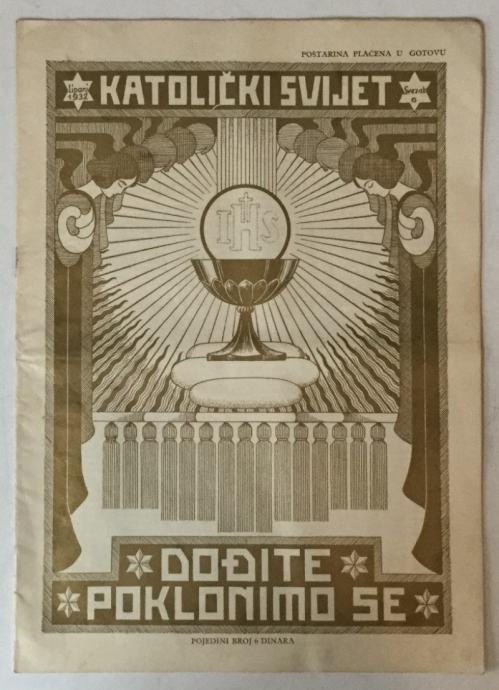 POŠTARINA PLAĆENA U GOTOVU
Lipanj
1932
KATOLIČKI SVIJET
Svezak
6
IHS
DOĐITE
POKLONIMO SE
POJEDINI BROJ 6 DINARA